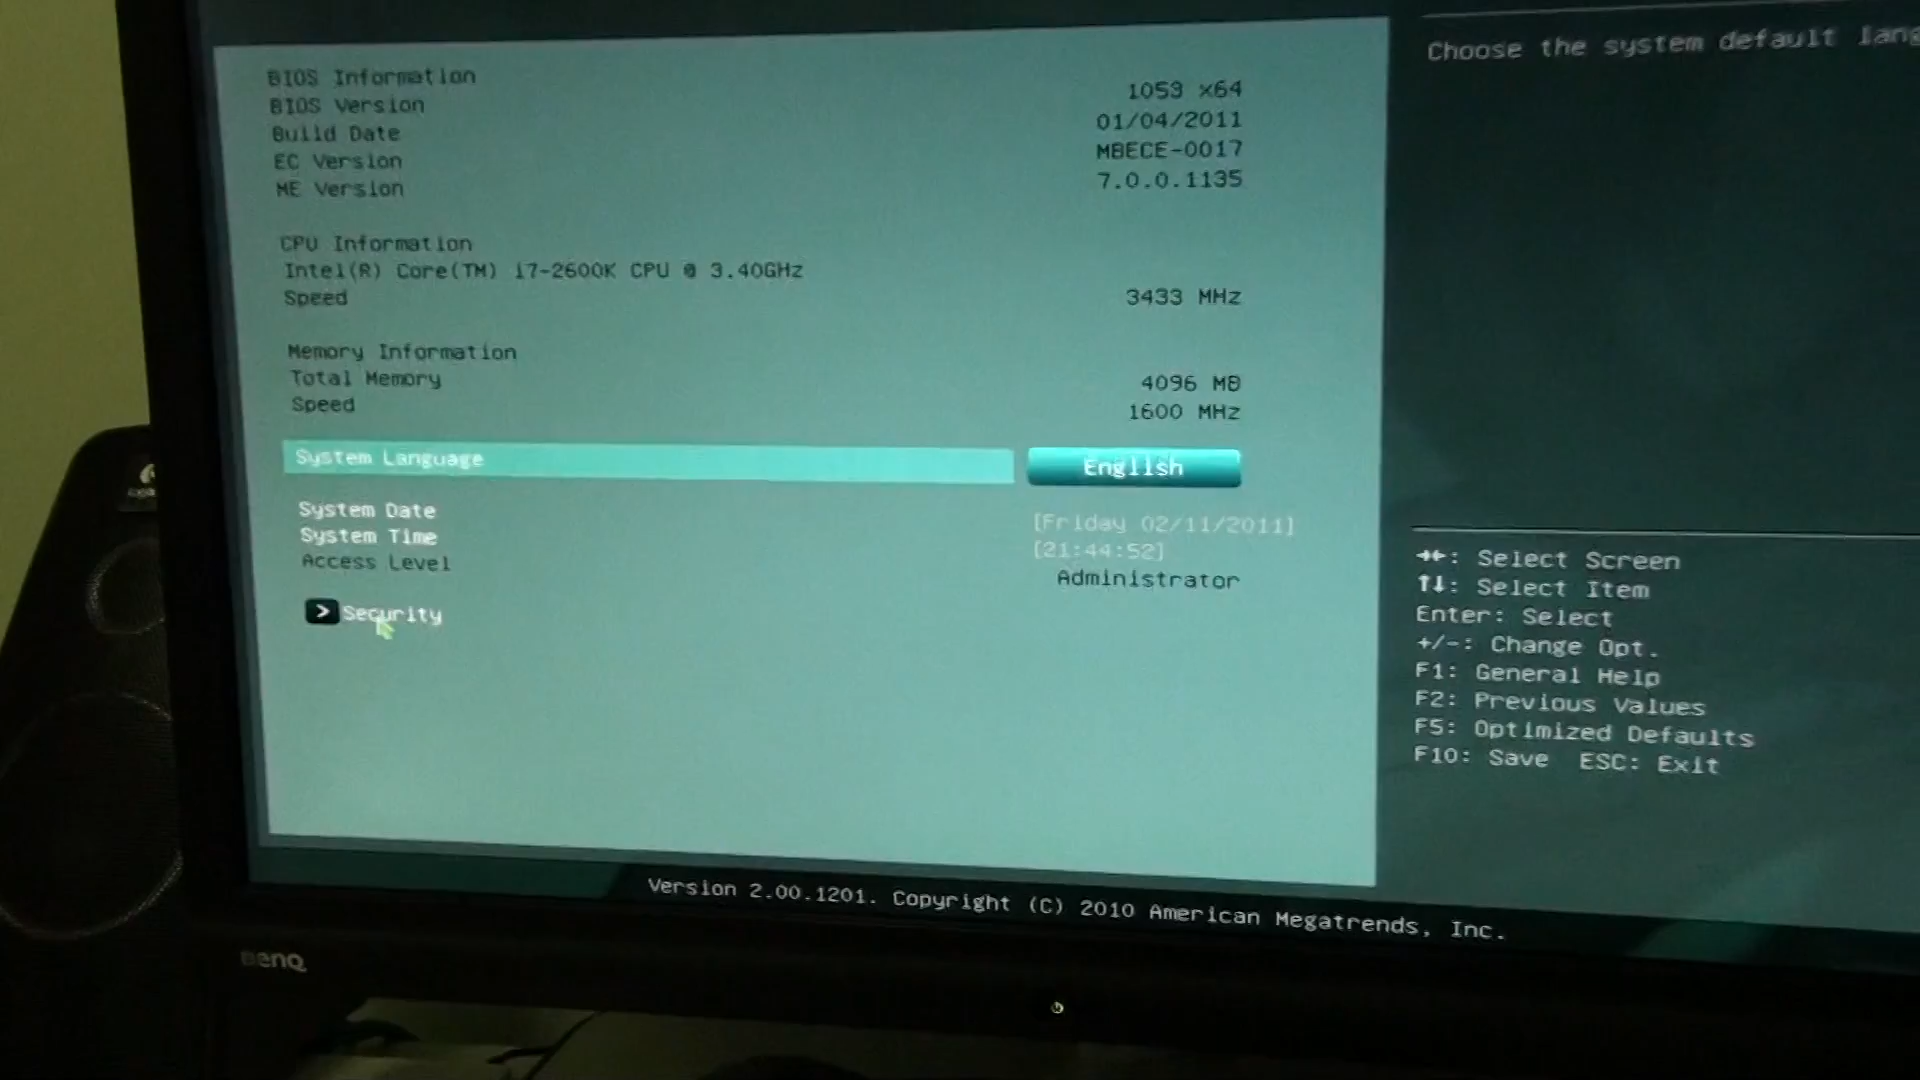 Choose the system default lang
BIOS Information
BIOS Version 1053 x64
Build Date 01/04/2011
EC Version MBECE-0017
ME Version 7.0.0.1135
CPU Information
Intel(R) Core(TM) i7-2600K CPU @ 3.40GHz
Speed 3433 MHz
Memory Information
Total Memory 4096 MB
Speed 1600 MHz
System Language English
System Date [Friday 02/11/2011]
System Time [21:44:52]
Access Level Administrator
> Security
→←: Select Screen
↑↓: Select Item
Enter: Select
+/-: Change Opt.
F1: General Help
F2: Previous Values
F5: Optimized Defaults
F10: Save ESC: Exit
Version 2.00.1201. Copyright (C) 2010 American Megatrends, Inc.
BenQ